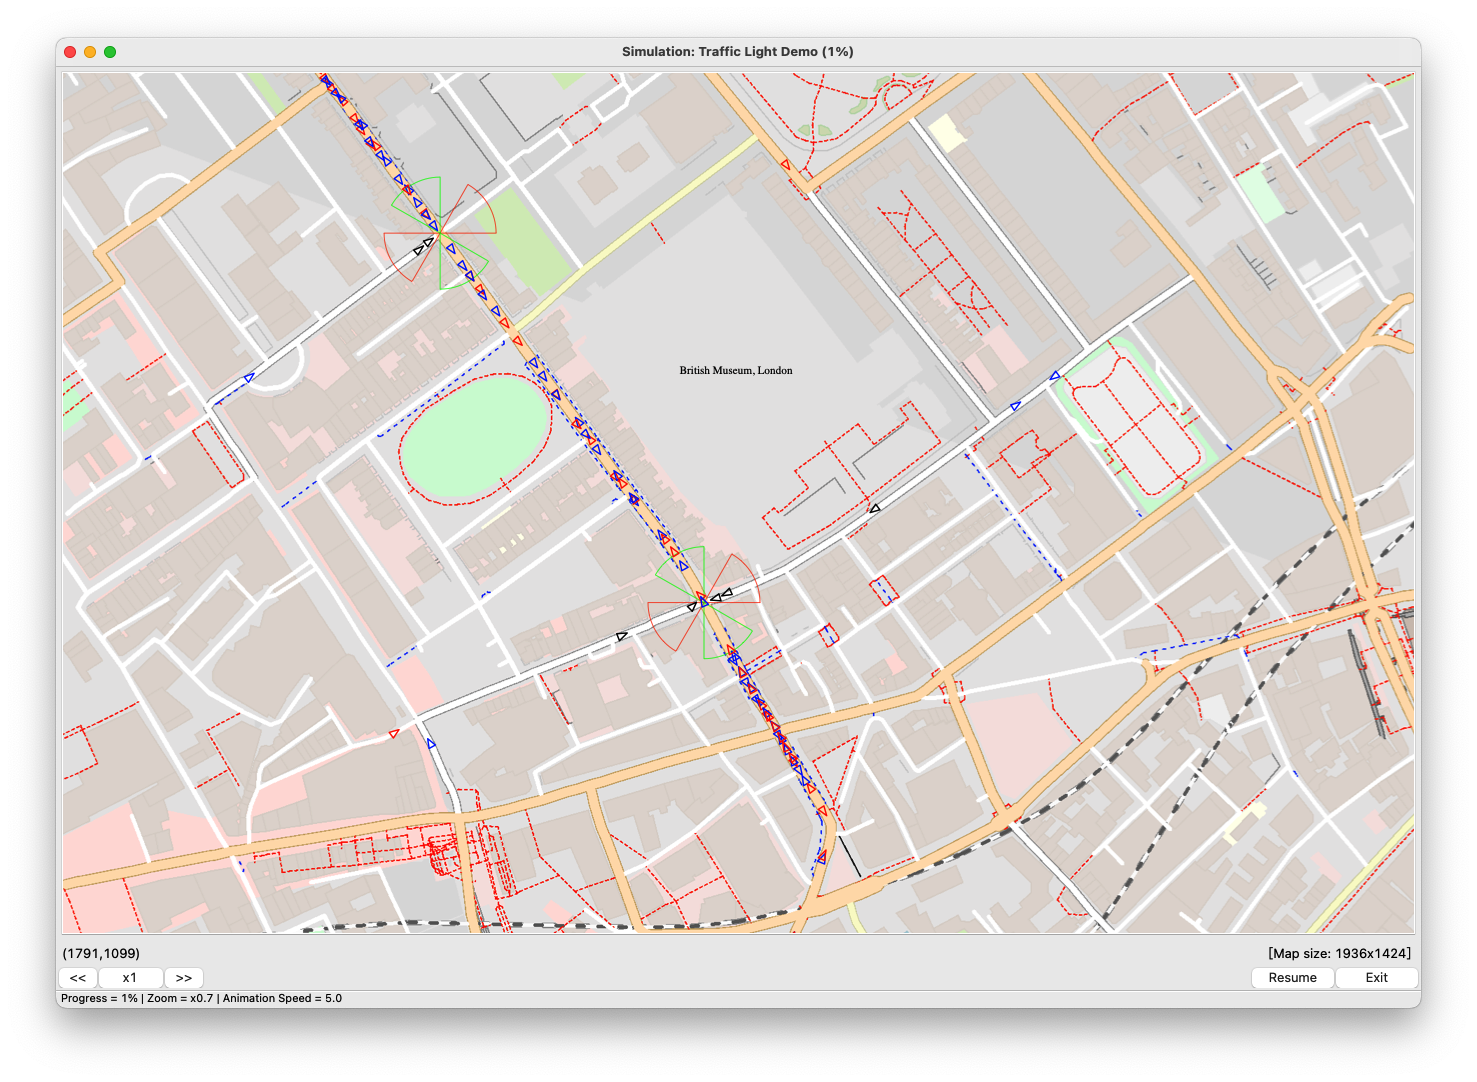 Simulation: Traffic Light Demo (1%)
British Museum, London
(1791,1099)
[Map size: 1936x1424]
<< x1 >> Resume Exit
Progress = 1% | Zoom = x0.7 | Animation Speed = 5.0